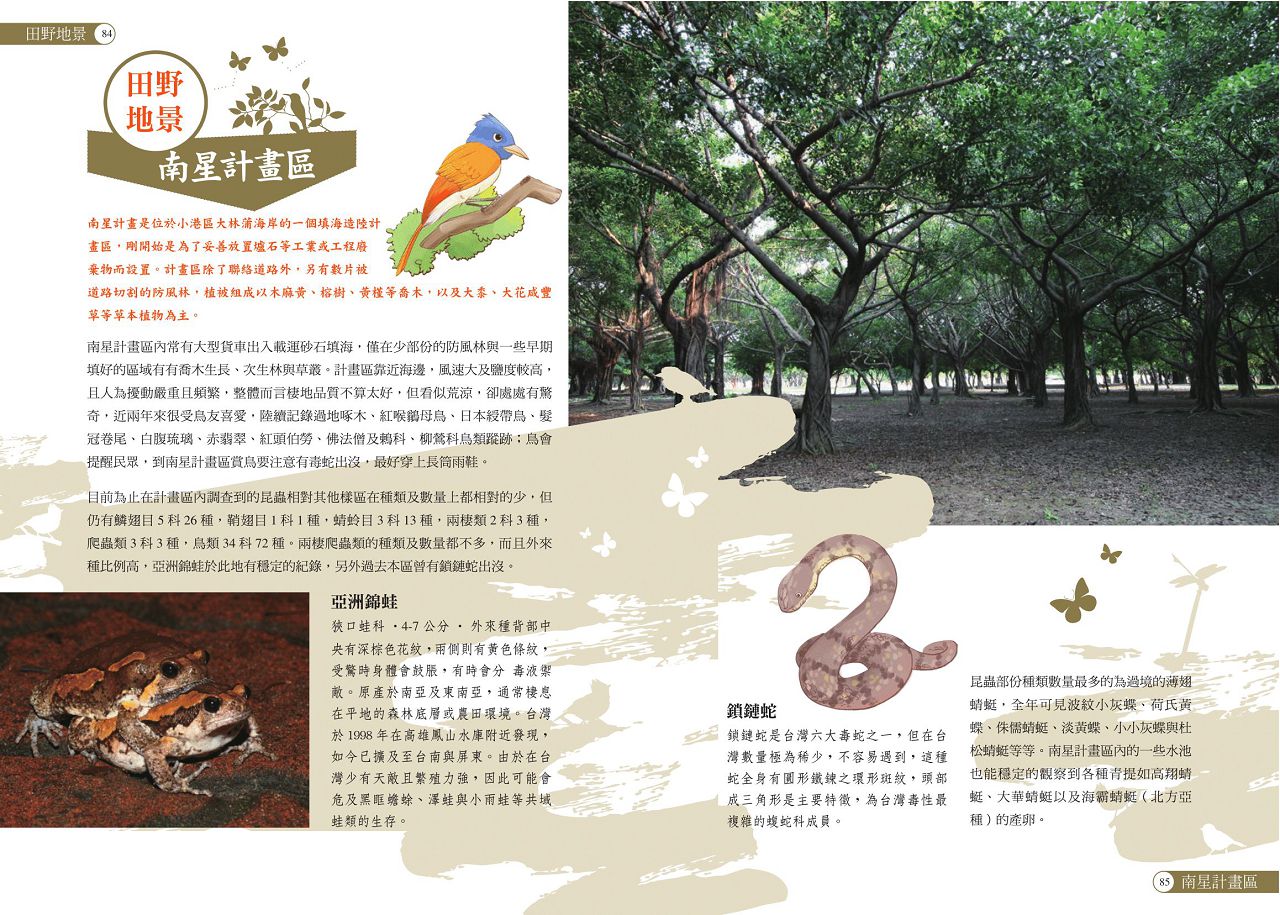 田野地景 84
田野
地景
南星計畫區
南星計畫是位於小港區大林蒲海岸的一個填海造陸計
畫區，剛開始是為了妥善放置爐石等工業或工程廢
棄物而設置。計畫區除了聯絡道路外，另有數片被
道路切割的防風林，植被組成以木麻黃、榕樹、黃槿等喬木，以及大黍、大花咸豐
草等草本植物為主。
南星計畫區內常有大型貨車出入載運砂石填海，僅在少部份的防風林與一些早期
填好的區域有有喬木生長、次生林與草叢。計畫區靠近海邊，風速大及鹽度較高，
且人為擾動嚴重且頻繁，整體而言棲地品質不算太好，但看似荒涼，卻處處有驚
奇，近兩年來很受鳥友喜愛，陸續記錄過地啄木、紅喉鶲母鳥、日本綬帶鳥、髮
冠卷尾、白腹琉璃、赤翡翠、紅頭伯勞、佛法僧及鶇科、柳鶯科鳥類蹤跡；鳥會
提醒民眾，到南星計畫區賞鳥要注意有毒蛇出沒，最好穿上長筒雨鞋。
目前為止在計畫區內調查到的昆蟲相對其他樣區在種類及數量上都相對的少，但
仍有鱗翅目 5 科 26 種，鞘翅目 1 科 1 種，蜻蛉目 3 科 13 種，兩棲類 2 科 3 種，
爬蟲類 3 科 3 種，鳥類 34 科 72 種。兩棲爬蟲類的種類及數量都不多，而且外來
種比例高，亞洲錦蛙於此地有穩定的紀錄，另外過去本區曾有鎖鏈蛇出沒。
亞洲錦蛙
狹口蛙科 ‧4-7 公分 ‧ 外來種背部中
央有深棕色花紋，兩側則有黃色條紋，
受驚時身體會鼓脹，有時會分 毒液禦
敵。原產於南亞及東南亞，通常棲息
在平地的森林底層或農田環境。台灣
於 1998 年在高雄鳳山水庫附近發現，
如今已擴及至台南與屏東。由於在台
灣少有天敵且繁殖力強，因此可能會
危及黑眶蟾蜍、澤蛙與小雨蛙等共域
蛙類的生存。
鎖鏈蛇
鎖鏈蛇是台灣六大毒蛇之一，但在台
灣數量極為稀少，不容易遇到，這種
蛇全身有圓形鐵鍊之環形斑紋，頭部
成三角形是主要特徵，為台灣毒性最
複雜的蝮蛇科成員。
昆蟲部份種類數量最多的為過境的薄翅
蜻蜓，全年可見波紋小灰蝶、荷氏黃
蝶、侏儒蜻蜓、淡黃蝶、小小灰蝶與杜
松蜻蜓等等。南星計畫區內的一些水池
也能穩定的觀察到各種青提如高翔蜻
蜓、大華蜻蜓以及海霸蜻蜓（北方亞
種）的產卵。
85 南星計畫區